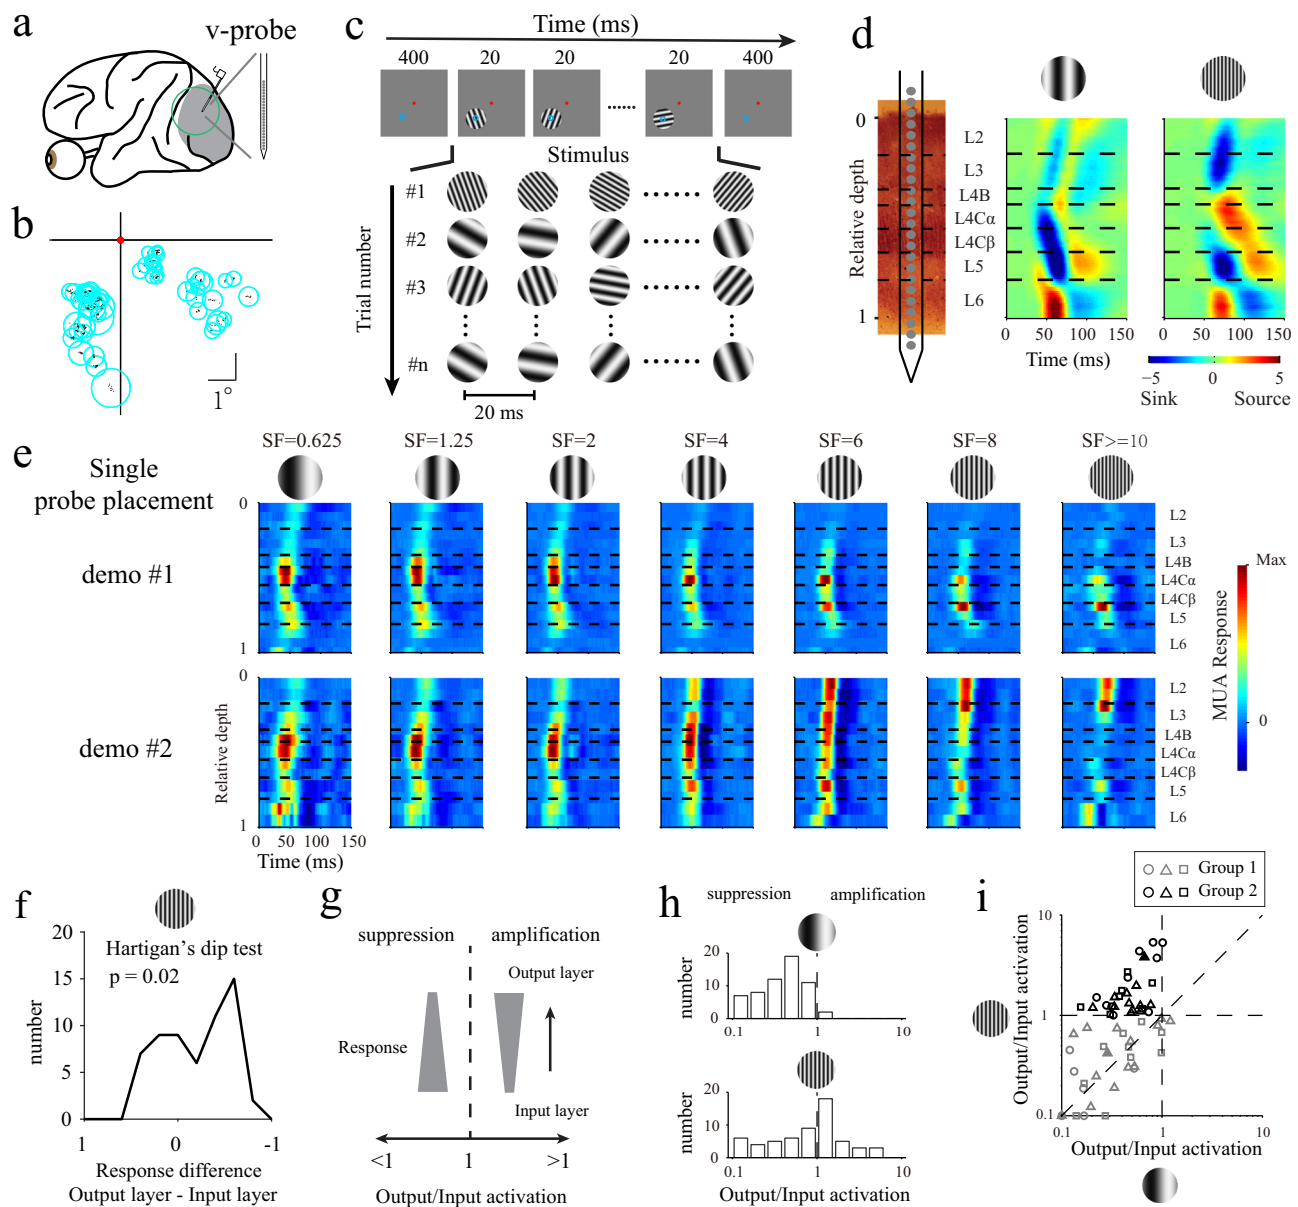 a
v-probe
b
1°
c
Time (ms)
400 20 20 20 400
Stimulus
Trial number
#1
#2
#3
#n
20 ms
d
Relative depth
0
1
L2
L3
L4B
L4Cα
L4Cβ
L5
L6
0 50 100 150
0 50 100 150
Time (ms)
−5 0 5
Sink Source
e
Single
probe placement
SF=0.625 SF=1.25 SF=2 SF=4 SF=6 SF=8 SF>=10
demo #1
0
1
L2
L3
L4B
L4Cα
L4Cβ
L5
L6
demo #2
Relative depth
0
1
L2
L3
L4B
L4Cα
L4Cβ
L5
L6
0 50 100 150
Time (ms)
MUA Response
Max
0
f
Hartigan's dip test
p = 0.02
number
20
15
10
5
0
1 0 -1
Response difference
Output layer - Input layer
g
suppression amplification
Output layer
Response
Input layer
<1 1 >1
Output/Input activation
h
suppression amplification
number
20
10
0
0.1 1 10
number
20
10
0
0.1 1 10
Output/Input activation
i
Group 1
Group 2
Output/Input activation
10
1
0.1
0.1 1 10
Output/Input activation